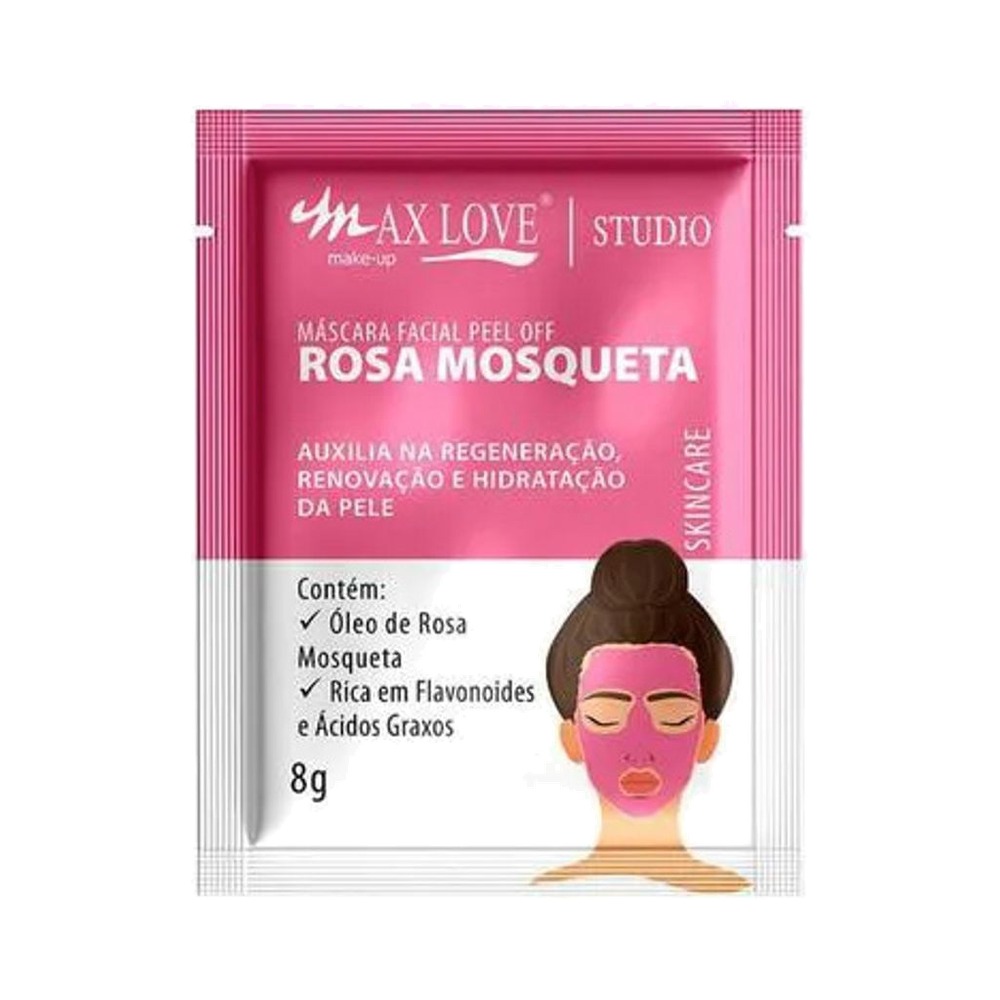 MAX LOVE® | STUDIO
make-up
MÁSCARA FACIAL PEEL OFF
ROSA MOSQUETA
AUXILIA NA REGENERAÇÃO,
RENOVAÇÃO E HIDRATAÇÃO
DA PELE
SKINCARE
Contém:
✓ Óleo de Rosa
Mosqueta
✓ Rica em Flavonoides
e Ácidos Graxos
8g